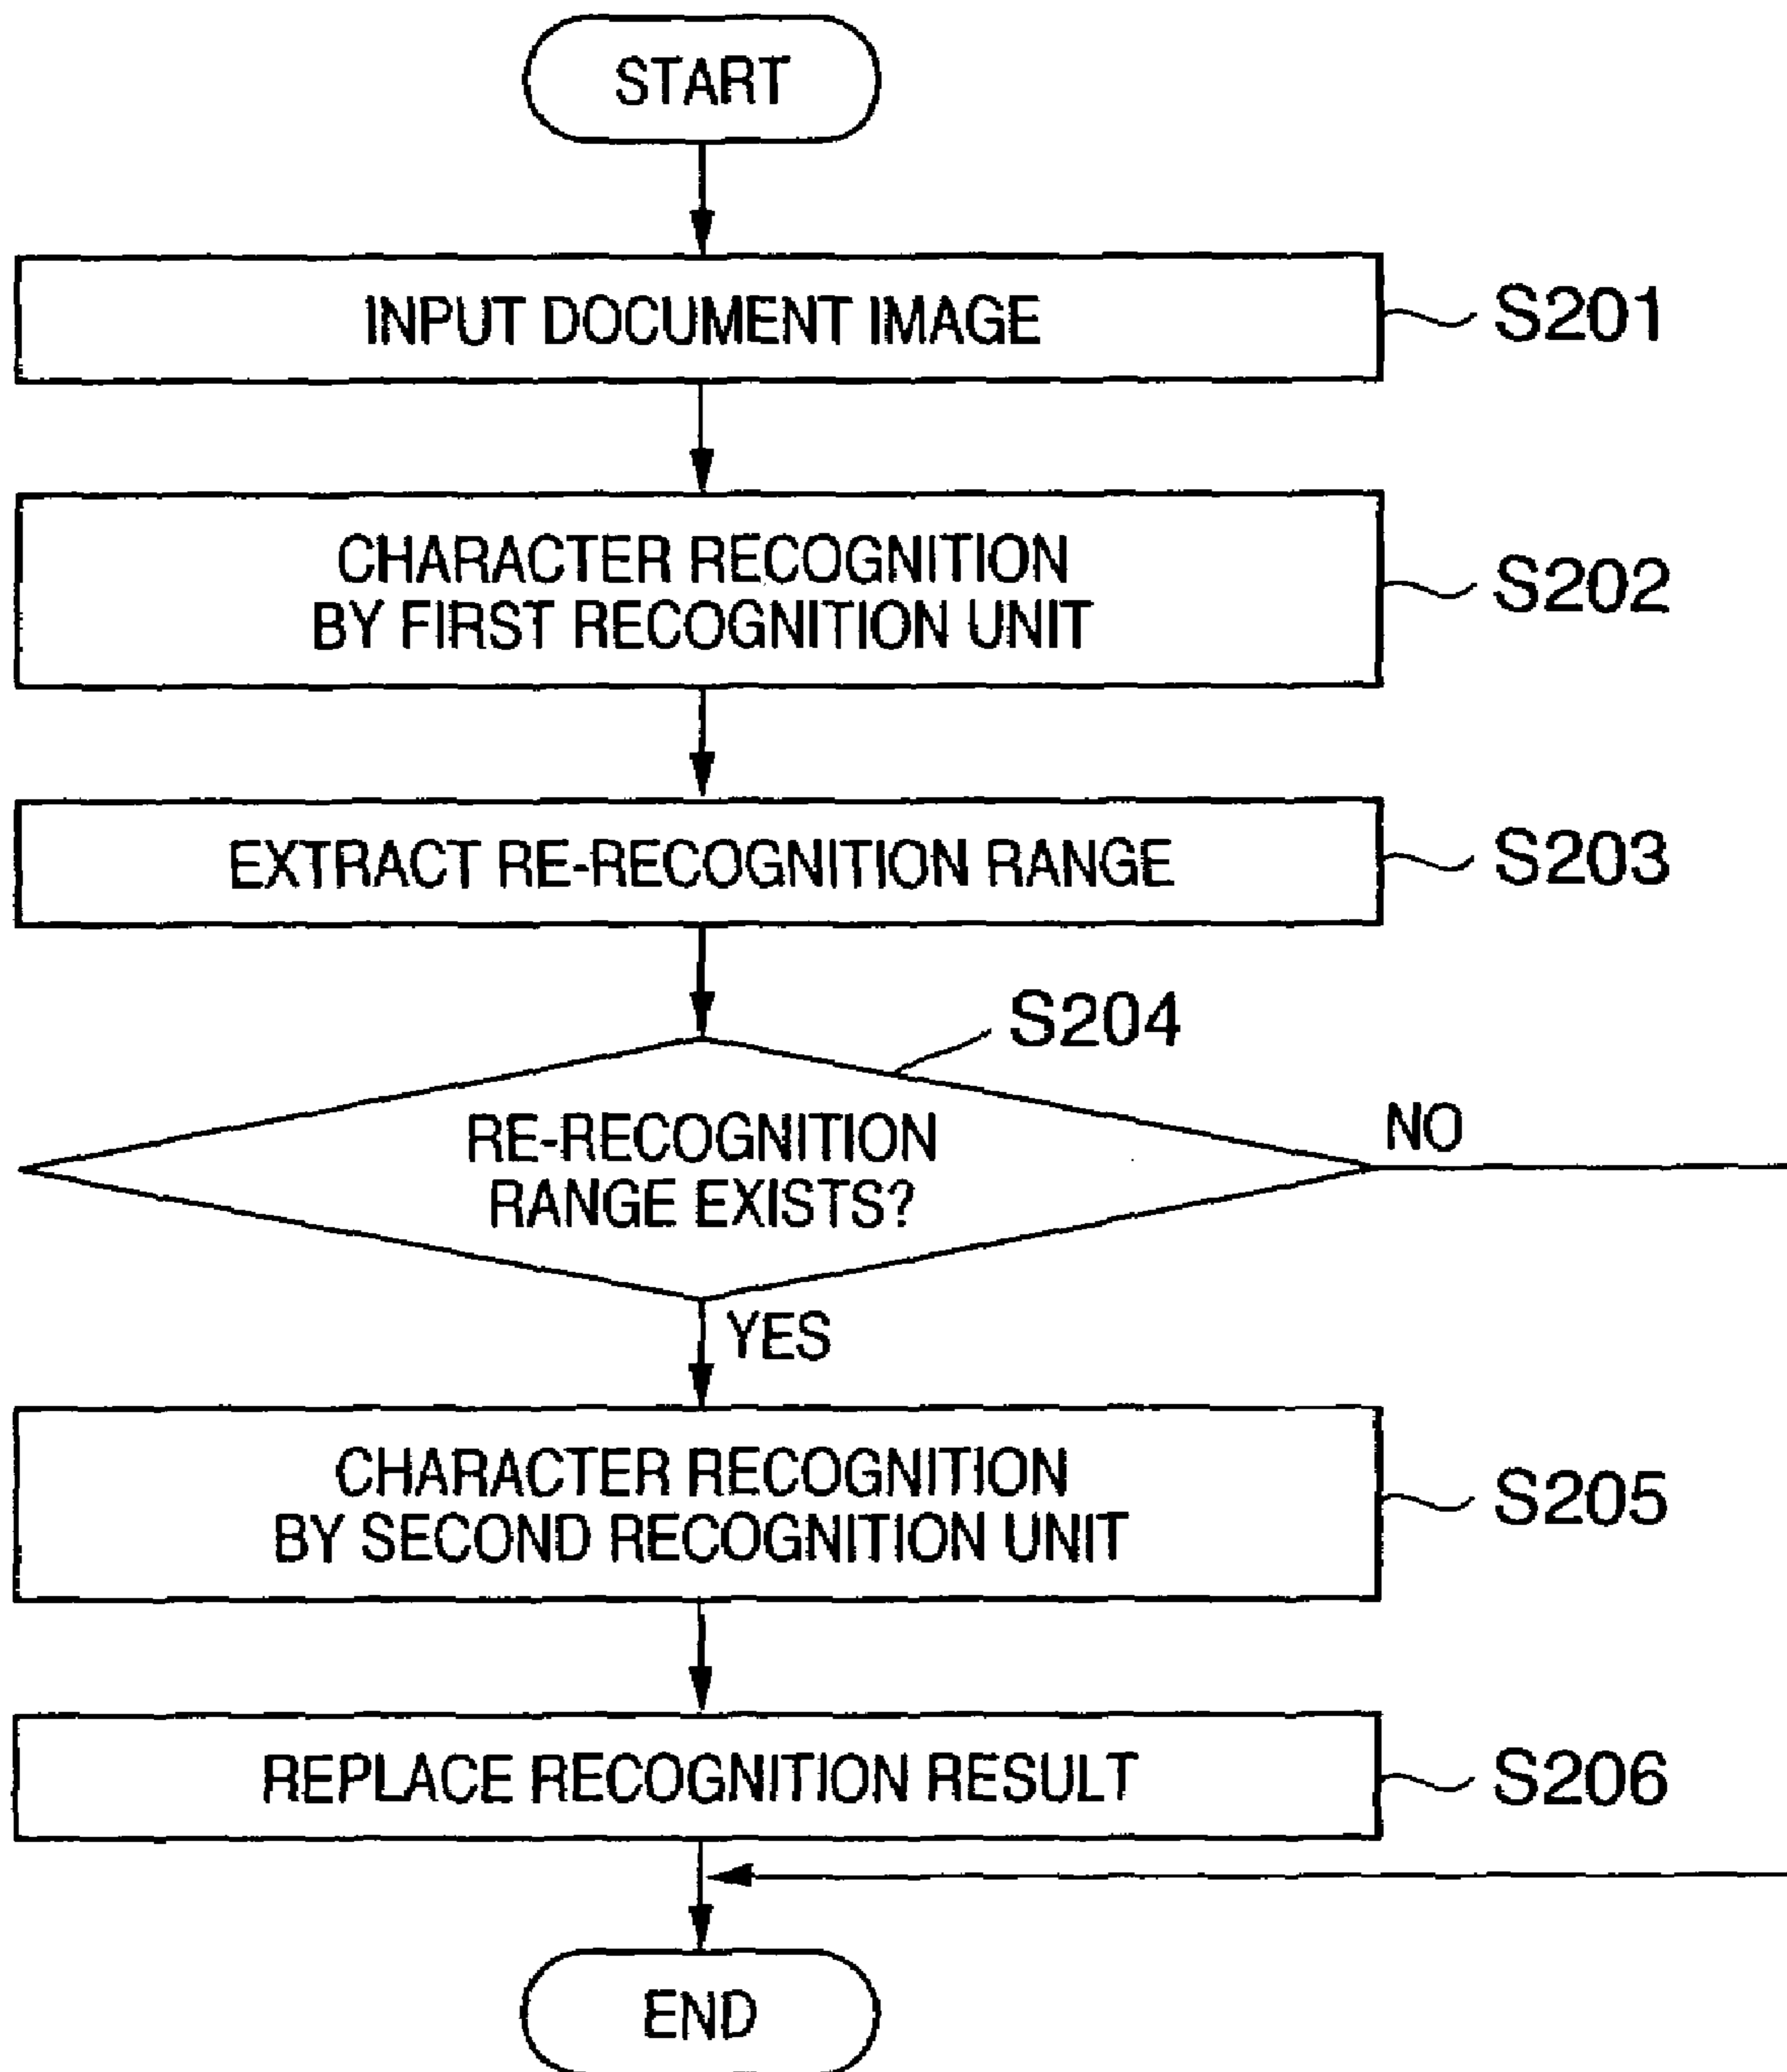 START
INPUT DOCUMENT IMAGE
S201
CHARACTER RECOGNITION
BY FIRST RECOGNITION UNIT
S202
EXTRACT RE-RECOGNITION RANGE
S203
S204
RE-RECOGNITION
RANGE EXISTS?
NO
YES
CHARACTER RECOGNITION
BY SECOND RECOGNITION UNIT
S205
REPLACE RECOGNITION RESULT
S206
END